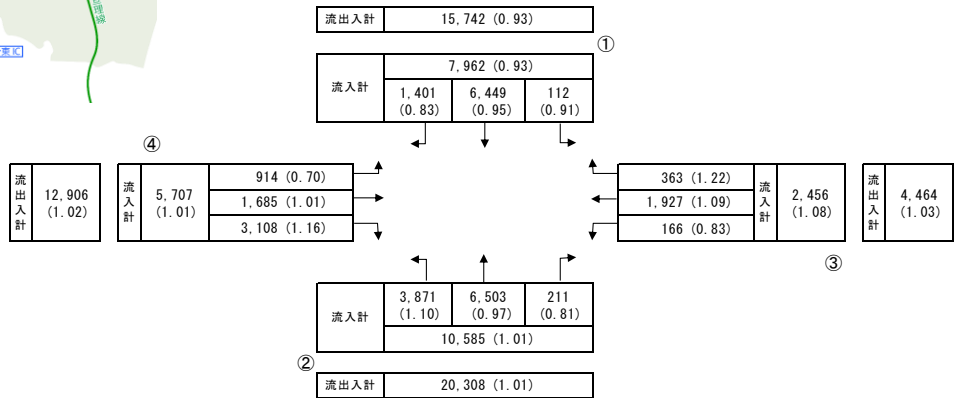 理線
東IC
流出入計 15,742 (0.93)
①
流入計 7,962 (0.93)
1,401 6,449 112
(0.83) (0.95) (0.91)
④
流出入計 12,906 (1.02)
流入計 5,707 (1.01)
914 (0.70)
1,685 (1.01)
3,108 (1.16)
363 (1.22)
1,927 (1.09)
166 (0.83)
流入計 2,456 (1.08)
流出入計 4,464 (1.03)
③
流入計
3,871 6,503 211
(1.10) (0.97) (0.81)
10,585 (1.01)
②
流出入計 20,308 (1.01)